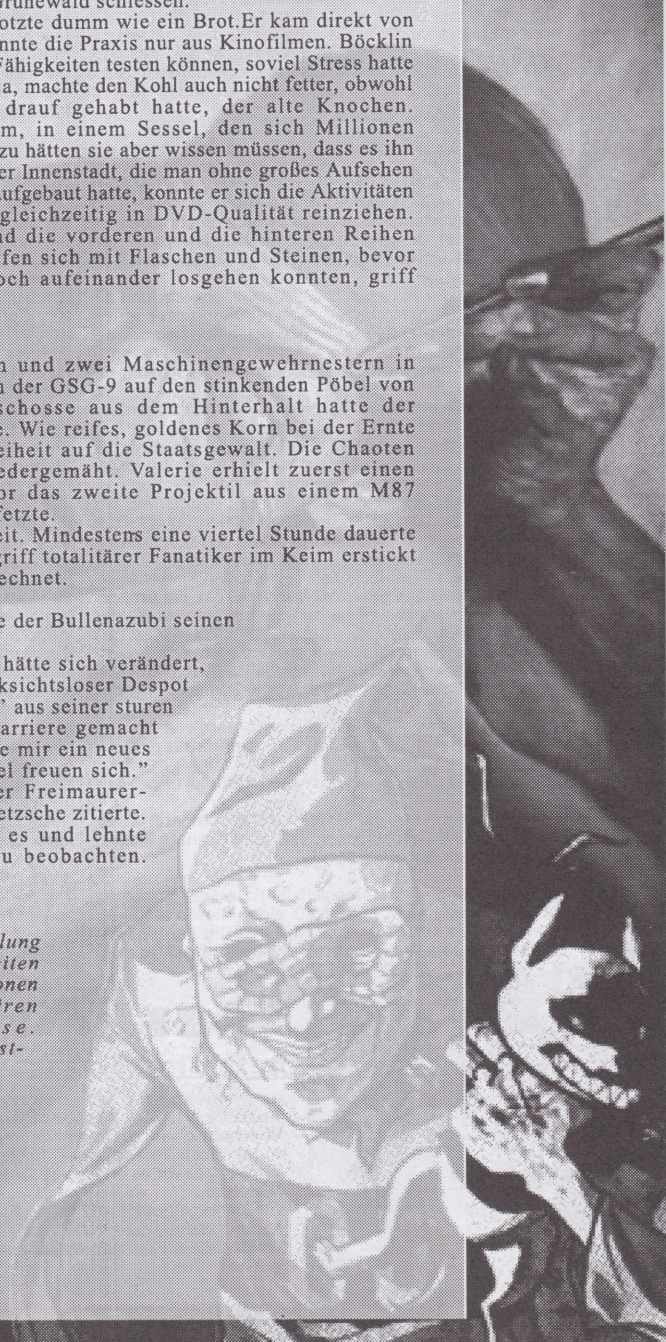 Grunewald schiessen.
otzte dumm wie ein Brot.Er kam direkt von
nnte die Praxis nur aus Kinofilmen. Böcklin
Fähigkeiten testen können, soviel Stress hatte
a, machte den Kohl auch nicht fetter, obwohl
drauf gehabt hatte, der alte Knochen.
m, in einem Sessel, den sich Millionen
zu hätten sie aber wissen müssen, dass es ihn
er Innenstadt, die man ohne großes Aufsehen
aufgebaut hatte, konnte er sich die Aktivitäten
gleichzeitig in DVD-Qualität reinziehen.
nd die vorderen und die hinteren Reihen
fen sich mit Flaschen und Steinen, bevor
och aufeinander losgehen konnten, griff
n und zwei Maschinengewehrnestern in
n der GSG-9 auf den stinkenden Pöbel von
schosse aus dem Hinterhalt hatte der
e. Wie reifes, goldenes Korn bei der Ernte
eiheit auf die Staatsgewalt. Die Chaoten
edergemäht. Valerie erhielt zuerst einen
or das zweite Projektil aus einem M87
fetzte.
eit. Mindestens eine viertel Stunde dauerte
griff totalitärer Fanatiker im Keim erstickt
echnet.
e der Bullenazubi seinen
hätte sich verändert,
ksichtsloser Despot
” aus seiner sturen
arriere gemacht
e mir ein neues
el freuen sich.”
er Freimaurer-
etzsche zitierte.
es und lehnte
u beobachten.
lung
eiten
onen
ären
se.
st-